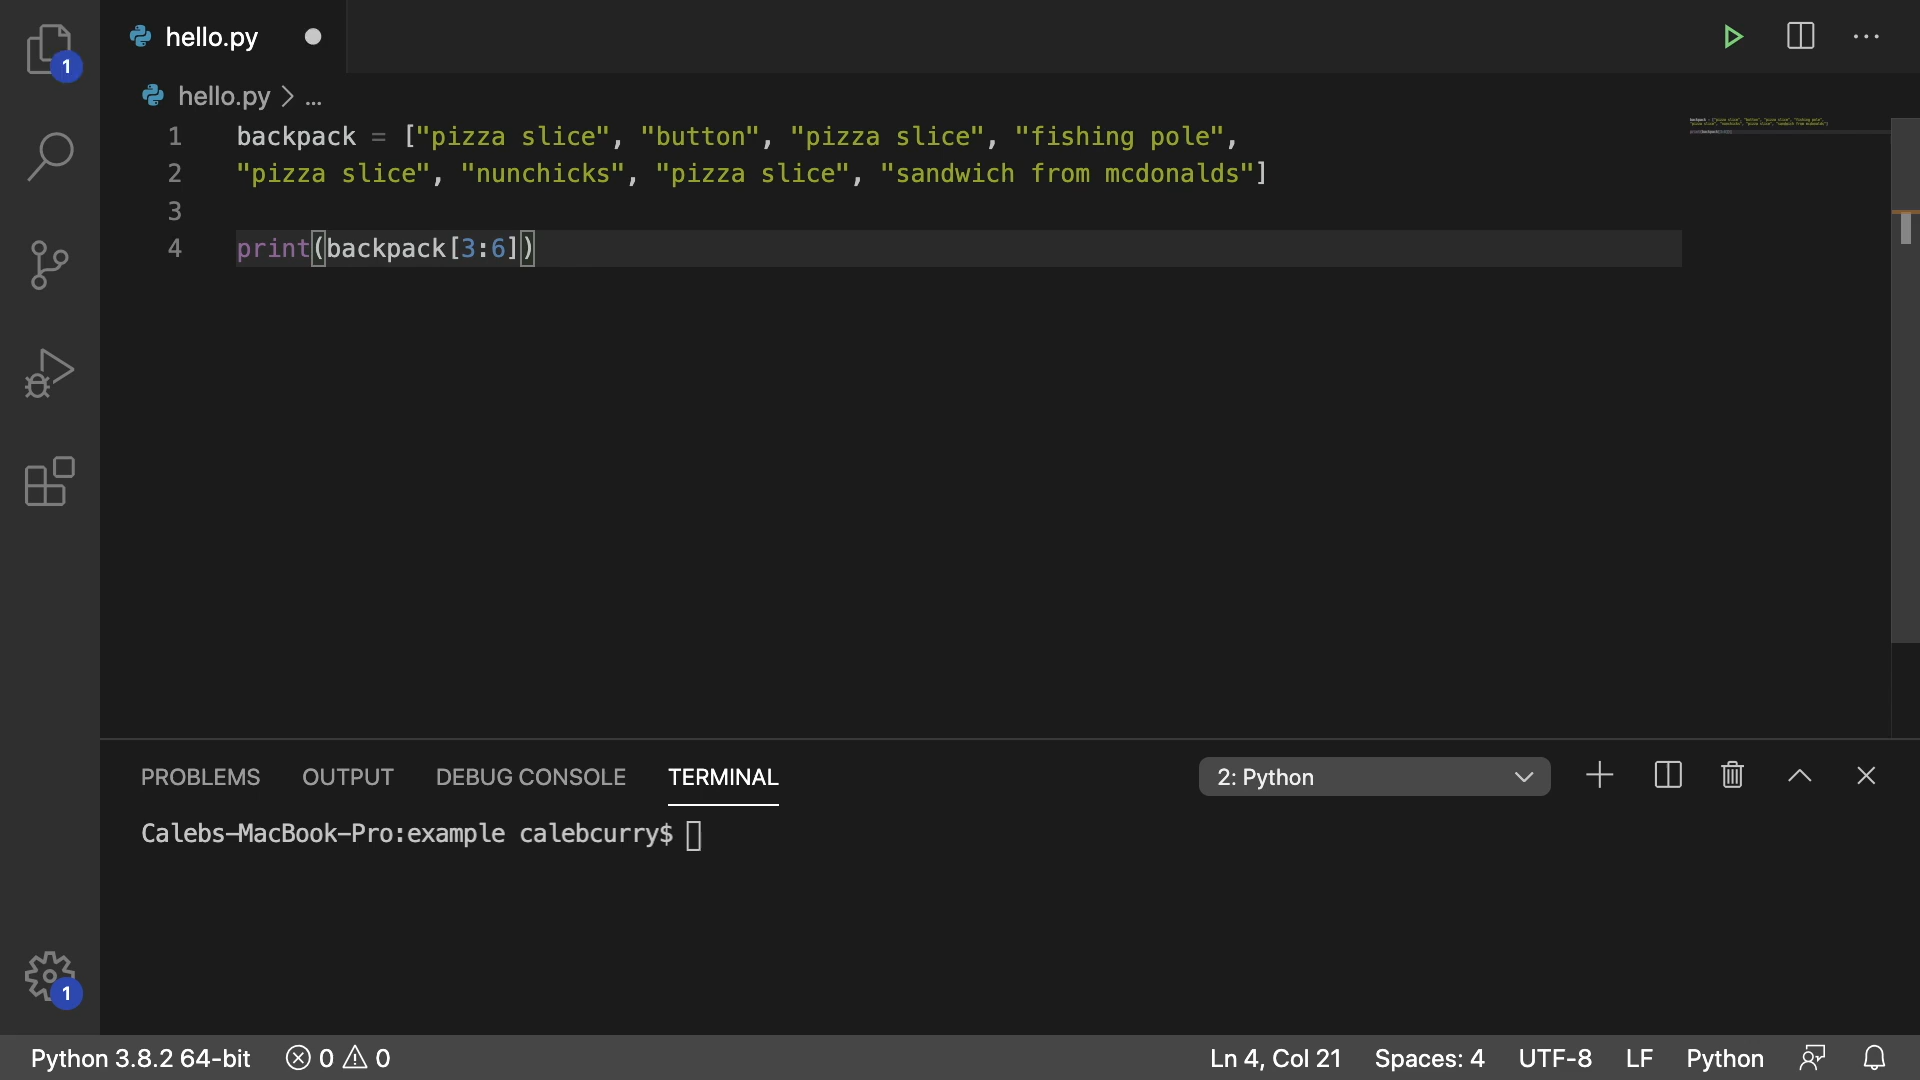 hello.py
1
hello.py > ...
1 backpack = ["pizza slice", "button", "pizza slice", "fishing pole",
2 "pizza slice", "nunchicks", "pizza slice", "sandwich from mcdonalds"]
3
4 print(backpack[3:6])
PROBLEMS OUTPUT DEBUG CONSOLE TERMINAL 2: Python
Calebs-MacBook-Pro:example calebcurry$
1
Python 3.8.2 64-bit 0 0 Ln 4, Col 21 Spaces: 4 UTF-8 LF Python